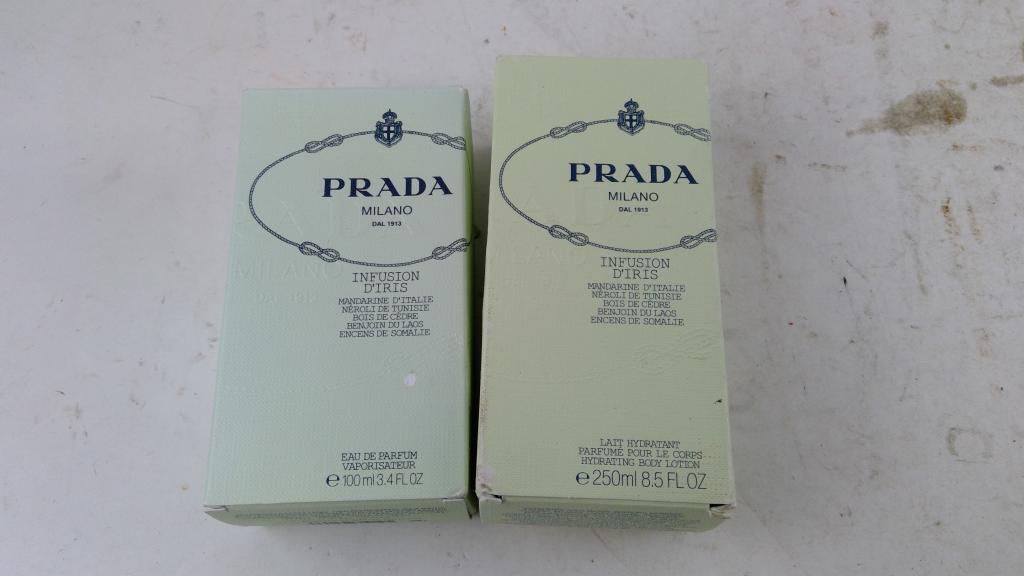 PRADA
MILANO
DAL 1913
INFUSION
D'IRIS
MANDARINE D'ITALIE
NÉROLI DE TUNISIE
BOIS DE CÈDRE
BENJOIN DU LAOS
ENCENS DE SOMALIE
EAU DE PARFUM
VAPORISATEUR
℮ 100 ml 3.4 FL OZ
PRADA
MILANO
DAL 1913
INFUSION
D'IRIS
MANDARINE D'ITALIE
NÉROLI DE TUNISIE
BOIS DE CÈDRE
BENJOIN DU LAOS
ENCENS DE SOMALIE
LAIT HYDRATANT
PARFUMÉ POUR LE CORPS
HYDRATING BODY LOTION
℮ 250ml 8.5 FL OZ